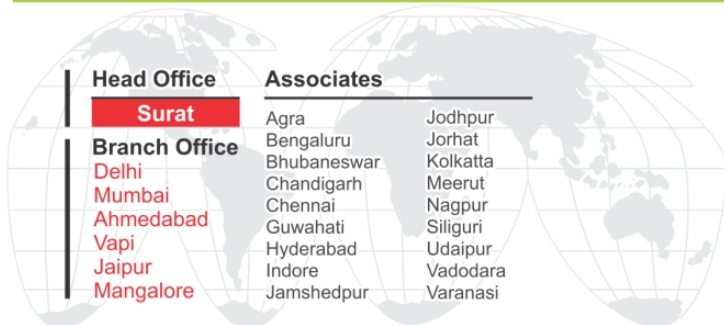 Head Office
Surat
Branch Office
Delhi
Mumbai
Ahmedabad
Vapi
Jaipur
Mangalore
Associates
Agra
Bengaluru
Bhubaneswar
Chandigarh
Chennai
Guwahati
Hyderabad
Indore
Jamshedpur
Jodhpur
Jorhat
Kolkatta
Meerut
Nagpur
Siliguri
Udaipur
Vadodara
Varanasi